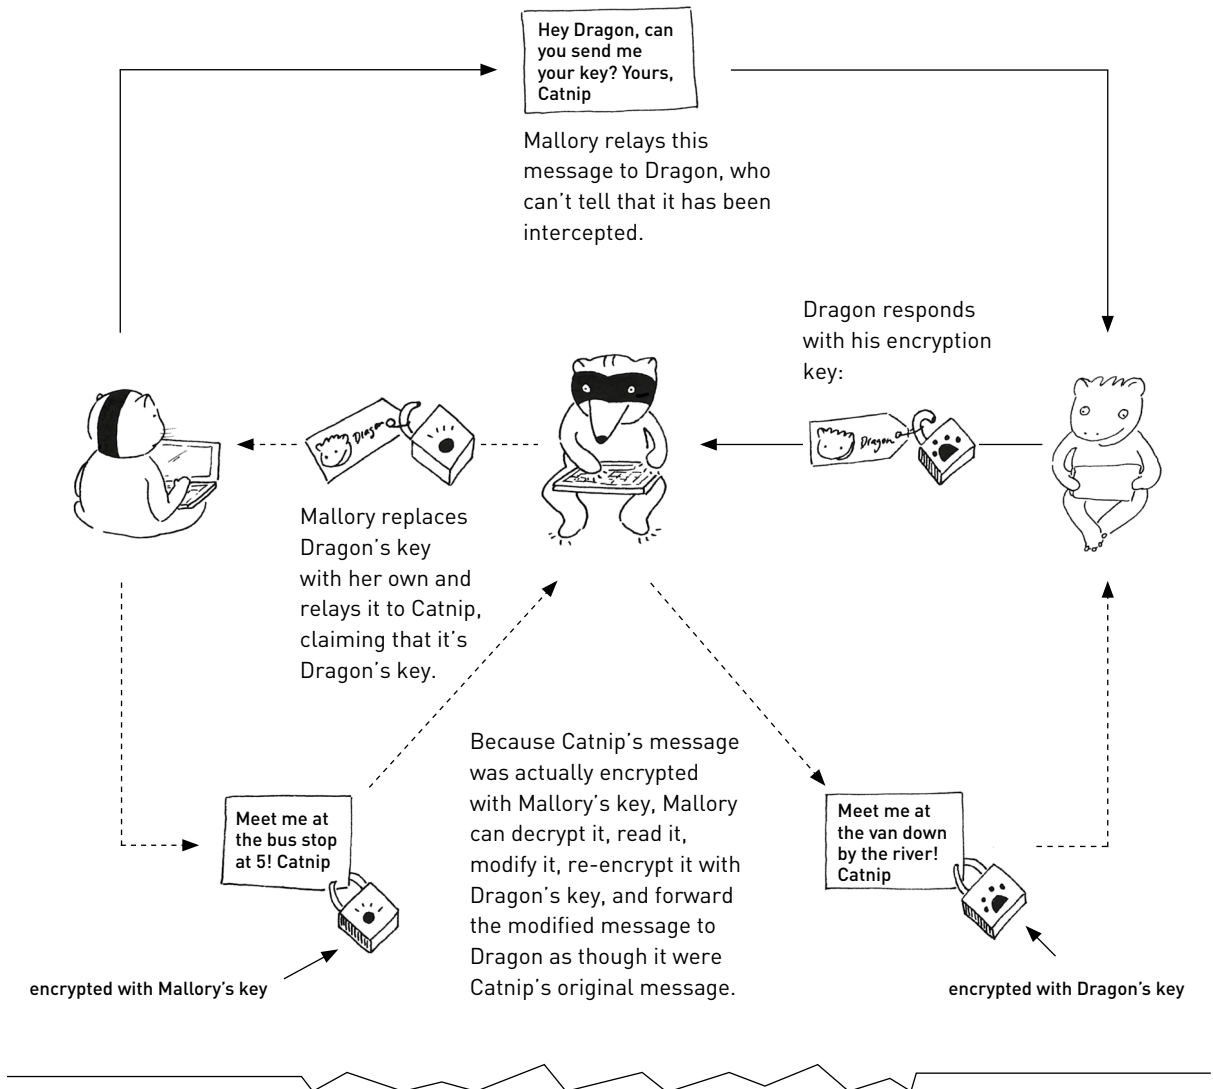 Hey Dragon, can
you send me
your key? Yours,
Catnip
Mallory relays this
message to Dragon, who
can't tell that it has been
intercepted.
Dragon responds
with his encryption
key:
Dragon
Dragon
Mallory replaces
Dragon's key
with her own and
relays it to Catnip,
claiming that it's
Dragon's key.
Meet me at
the bus stop
at 5! Catnip
encrypted with Mallory's key
Because Catnip's message
was actually encrypted
with Mallory's key, Mallory
can decrypt it, read it,
modify it, re-encrypt it with
Dragon's key, and forward
the modified message to
Dragon as though it were
Catnip's original message.
Meet me at
the van down
by the river!
Catnip
encrypted with Dragon's key